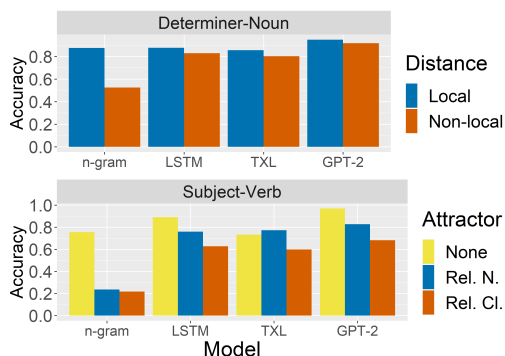 Determiner-Noun
Accuracy
0.8
0.6
0.4
0.2
0.0
n-gram LSTM TXL GPT-2
Distance
Local
Non-local
Subject-Verb
Accuracy
1.0
0.8
0.6
0.4
0.2
0.0
n-gram LSTM TXL GPT-2
Model
Attractor
None
Rel. N.
Rel. Cl.